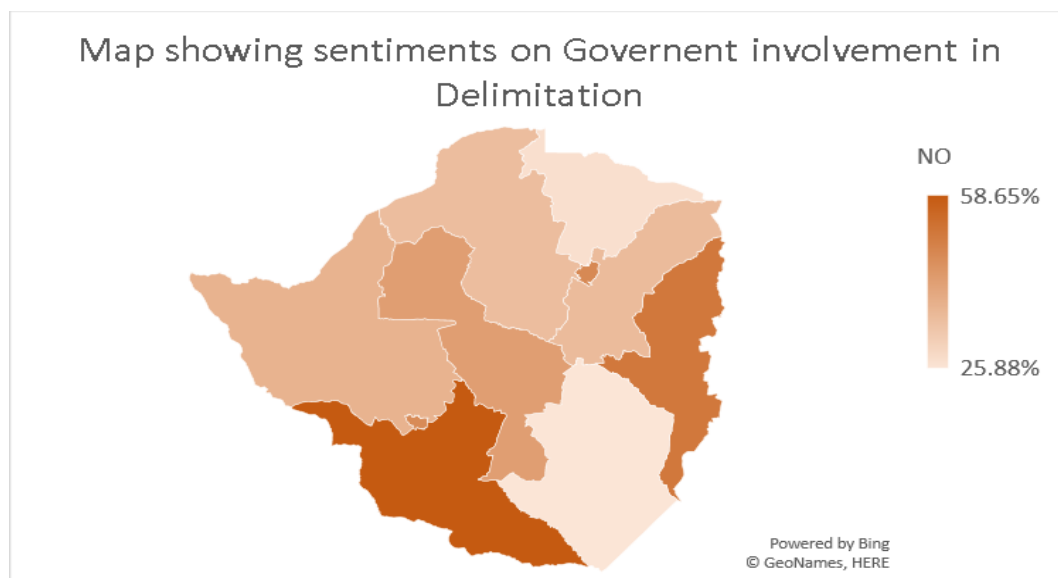 Map showing sentiments on Governent involvement in
Delimitation
NO
58.65%
25.88%
Powered by Bing
© GeoNames, HERE